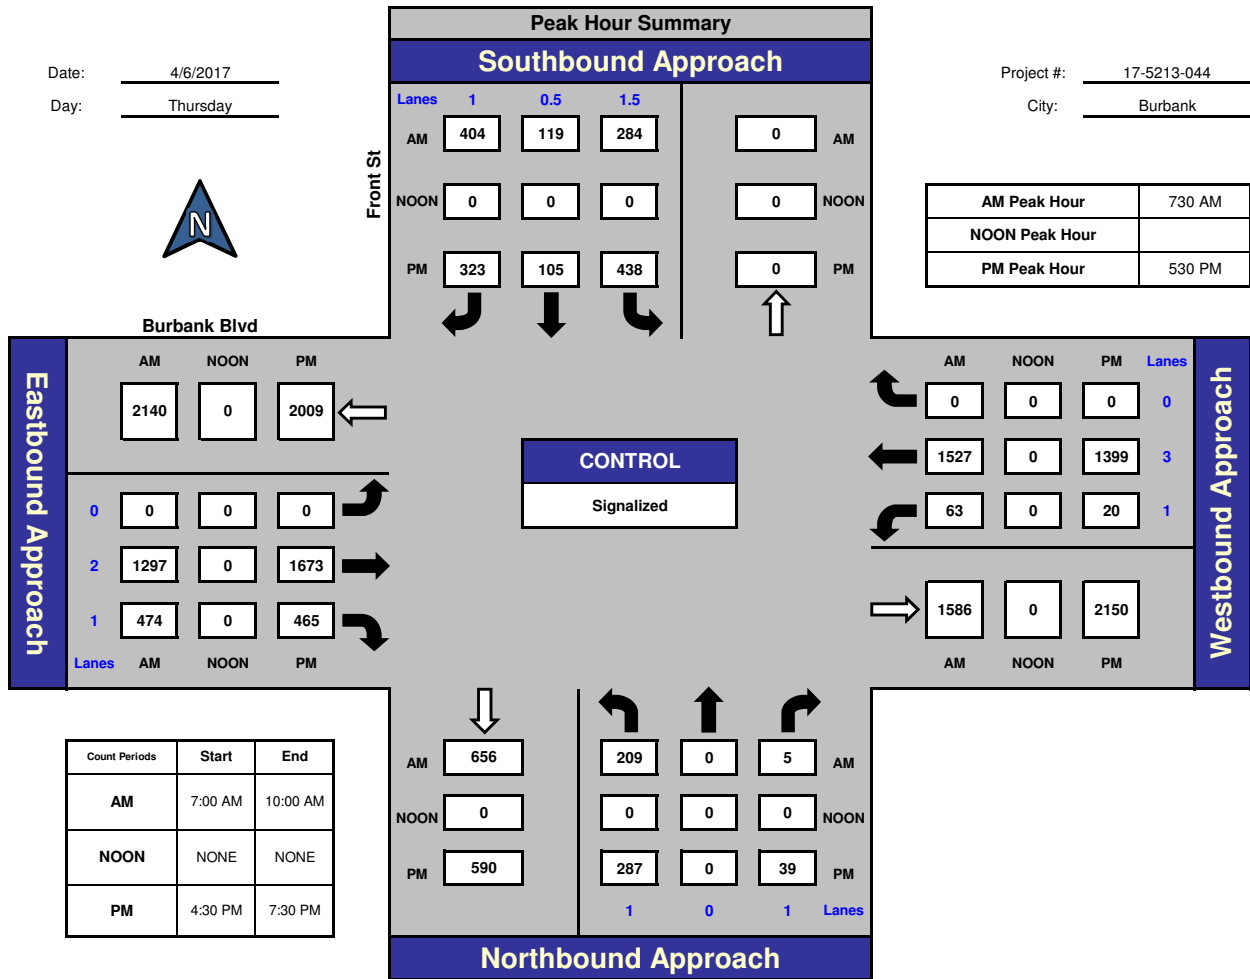 Peak Hour Summary
Southbound Approach
Date: 4/6/2017
Day: Thursday
Project #: 17-5213-044
City: Burbank
Lanes 1 0.5 1.5
AM 404 119 284 0 AM
NOON 0 0 0 0 NOON
PM 323 105 438 0 PM
Front St
N
AM Peak Hour 730 AM
NOON Peak Hour
PM Peak Hour 530 PM
Burbank Blvd
Eastbound Approach
AM NOON PM
2140 0 2009
0 0 0 0
2 1297 0 1673
1 474 0 465
Lanes AM NOON PM
CONTROL
Signalized
AM NOON PM Lanes
0 0 0 0
1527 0 1399 3
63 0 20 1
1586 0 2150
AM NOON PM
Westbound Approach
Count Periods Start End
AM 7:00 AM 10:00 AM
NOON NONE NONE
PM 4:30 PM 7:30 PM
AM 656 209 0 5 AM
NOON 0 0 0 0 NOON
PM 590 287 0 39 PM
1 0 1 Lanes
Northbound Approach